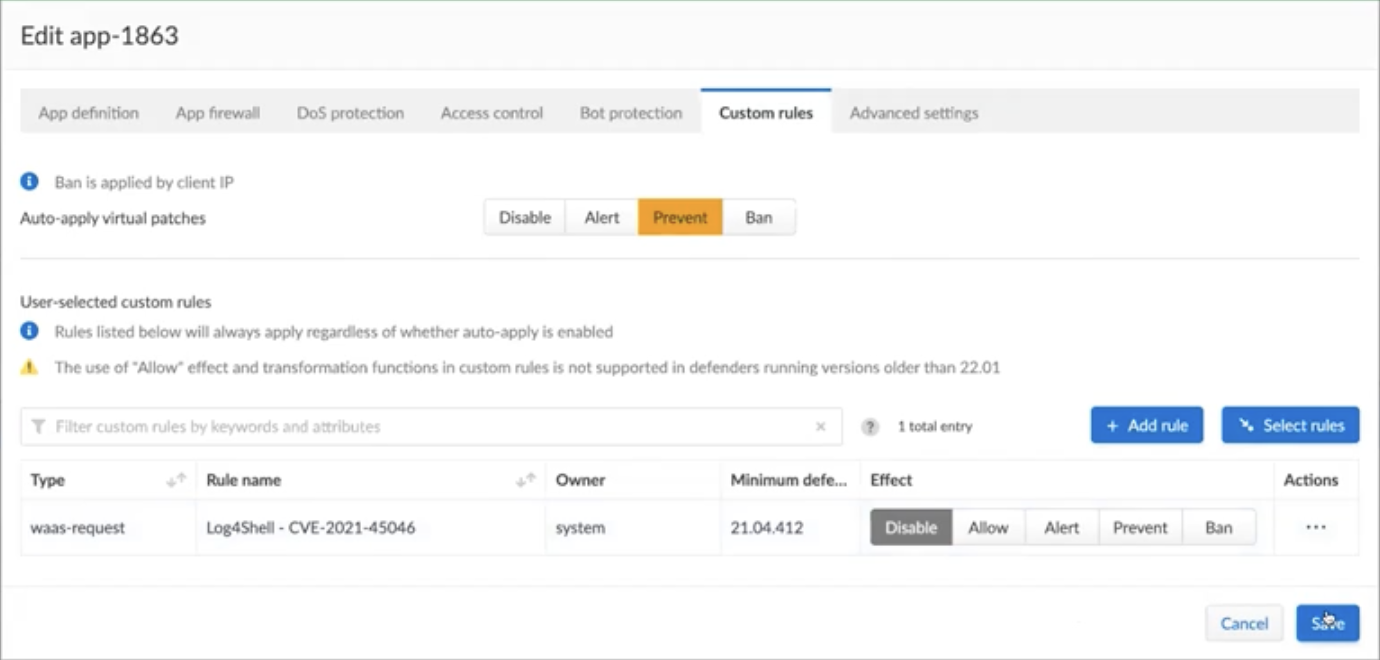 Edit app-1863
App definition App firewall DoS protection Access control Bot protection Custom rules Advanced settings
Ban is applied by client IP
Auto-apply virtual patches Disable Alert Prevent Ban
User-selected custom rules
Rules listed below will always apply regardless of whether auto-apply is enabled
The use of "Allow" effect and transformation functions in custom rules is not supported in defenders running versions older than 22.01
Filter custom rules by keywords and attributes × ? 1 total entry + Add rule Select rules
Type Rule name Owner Minimum defe... Effect Actions
waas-request Log4Shell - CVE-2021-45046 system 21.04.412 Disable Allow Alert Prevent Ban ...
Cancel Save